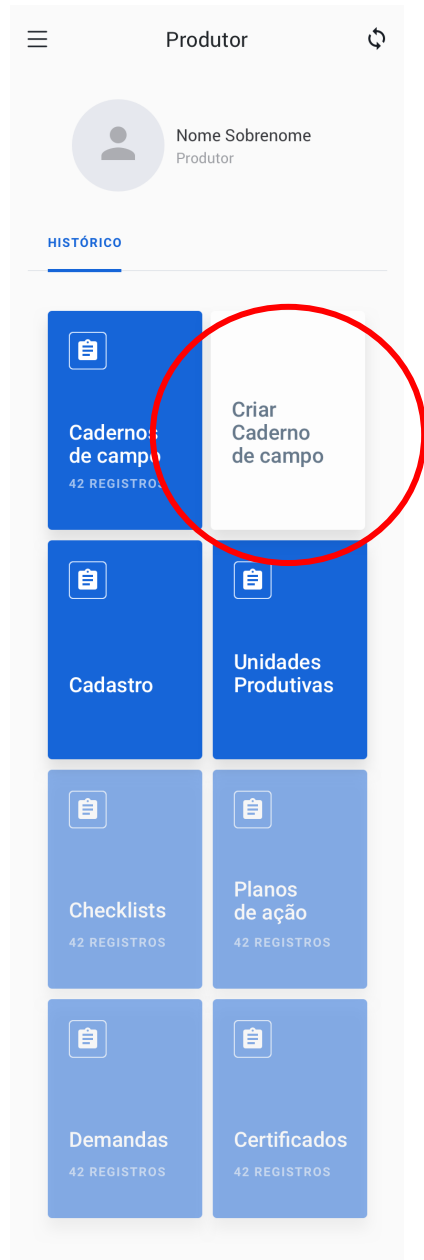 Produtor
Nome Sobrenome
Produtor
HISTÓRICO
Cadernos
de campo
42 REGISTROS
Criar
Caderno
de campo
Cadastro
Unidades
Produtivas
Checklists
42 REGISTROS
Planos
de ação
42 REGISTROS
Demandas
42 REGISTROS
Certificados
42 REGISTROS